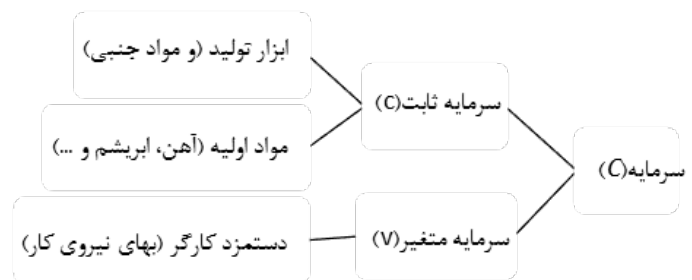 سرمایه(C)
سرمایه ثابت(C)
ابزار تولید (و مواد جنبی)
مواد اولیه (آهن، ابریشم و ...)
سرمایه متغیر(V)
دستمزد کارگر (بهای نیروی کار)